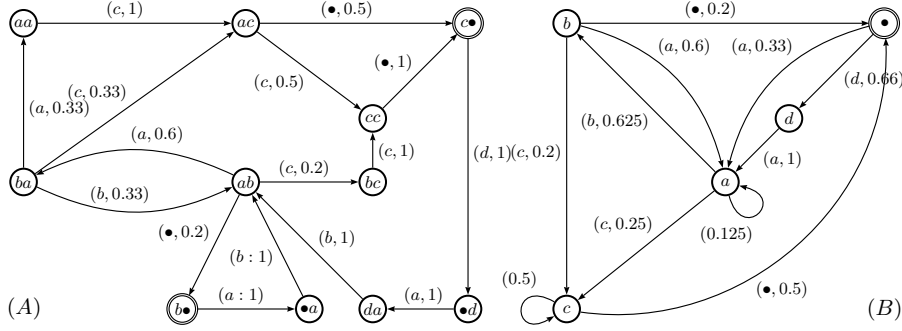 aa (c, 1) ac (•, 0.5) c•
(a, 0.33) (c, 0.33) (c, 0.5) (•, 1)
cc
(a, 0.6) (c, 1) (d, 1)
ba (b, 0.33) ab (c, 0.2) bc
(•, 0.2) (b : 1) (b, 1)
(A) b• (a : 1) •a da (a, 1) •d
b (•, 0.2) •
(a, 0.6) (a, 0.33) (d, 0.66)
d
(b, 0.625) (a, 1)
(c, 0.2) a
(c, 0.25) (0.125)
(0.5) (•, 0.5)
c (B)